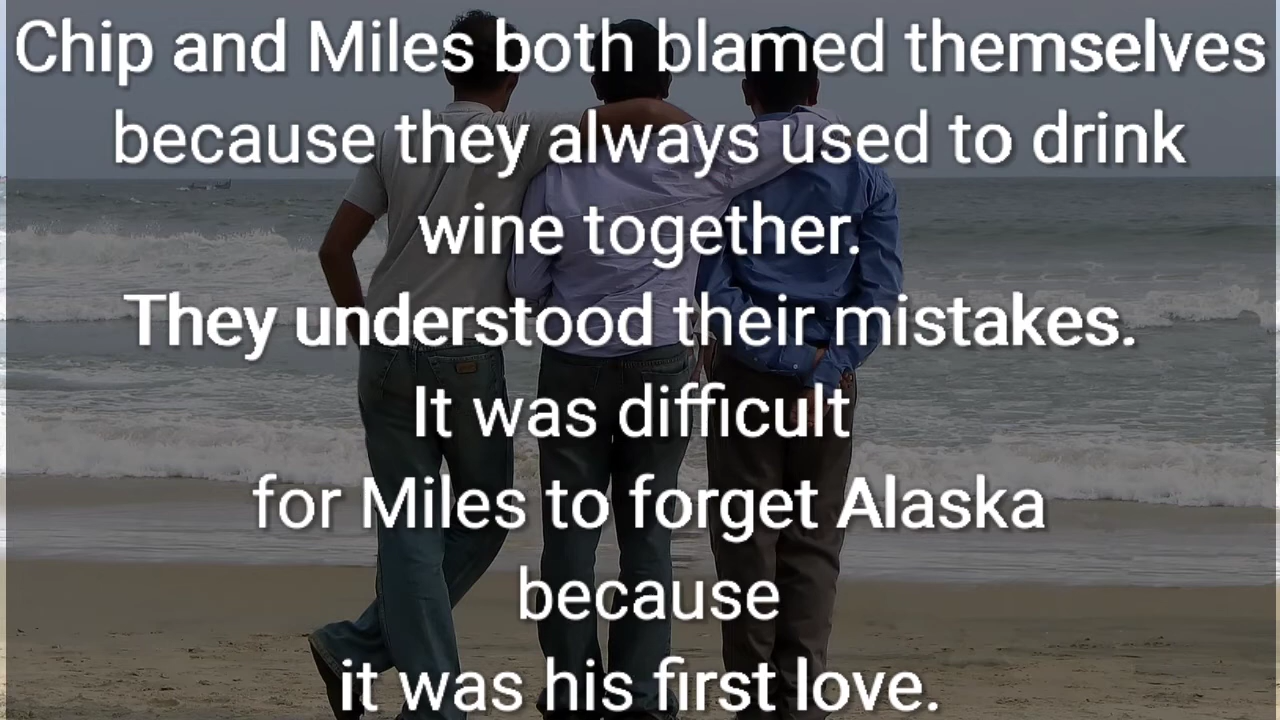 Chip and Miles both blamed themselves
because they always used to drink
wine together.
They understood their mistakes.
It was difficult
for Miles to forget Alaska
because
it was his first love.